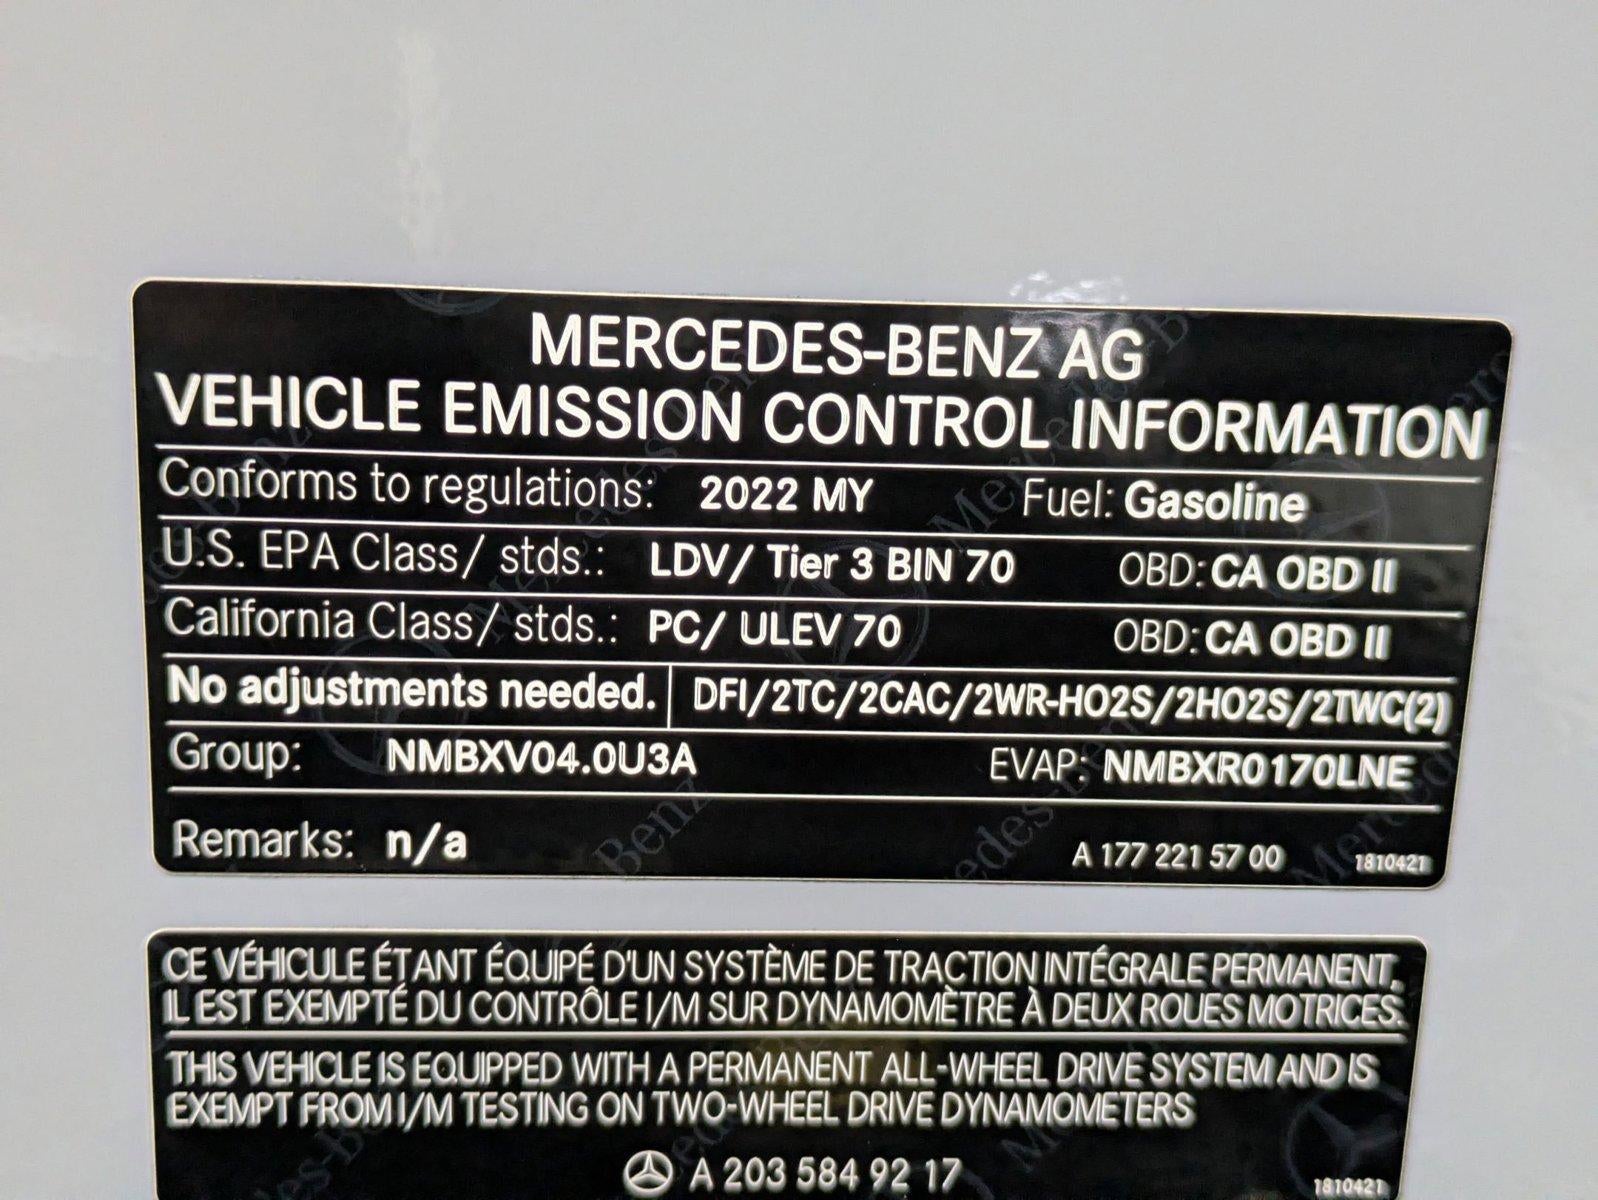 MERCEDES-BENZ AG
VEHICLE EMISSION CONTROL INFORMATION
Conforms to regulations: 2022 MY Fuel: Gasoline
U.S. EPA Class/ stds.: LDV/ Tier 3 BIN 70 OBD: CA OBD II
California Class/ stds.: PC/ ULEV 70 OBD: CA OBD II
No adjustments needed. DFI/2TC/2CAC/2WR-HO2S/2HO2S/2TWC(2)
Group: NMBXV04.0U3A EVAP: NMBXR0170LNE
Remarks: n/a A 177 221 57 00 1810421
CE VÉHICULE ÉTANT ÉQUIPÉ D'UN SYSTÈME DE TRACTION INTÉGRALE PERMANENT,
IL EST EXEMPTÉ DU CONTRÔLE I/M SUR DYNAMOMÈTRE À DEUX ROUES MOTRICES.
THIS VEHICLE IS EQUIPPED WITH A PERMANENT ALL-WHEEL DRIVE SYSTEM AND IS
EXEMPT FROM I/M TESTING ON TWO-WHEEL DRIVE DYNAMOMETERS
A 203 584 92 17 1810421